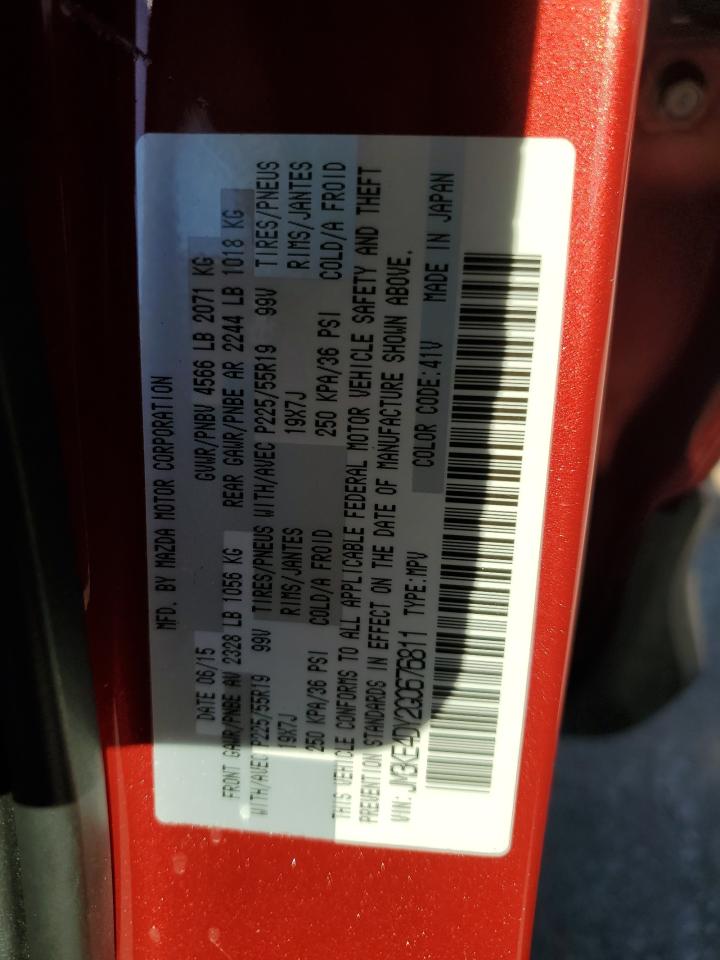 MFD. BY MAZDA MOTOR CORPORATION
DATE 06/15 GVWR/PNBV 4566 LB 2071 KG
FRONT GAWR/PNBE AV 2328 LB 1056 KG REAR GAWR/PNBE AR 2244 LB 1018 KG
WITH/AVEC P225/55R19 99V TIRES/PNEUS WITH/AVEC P225/55R19 99V TIRES/PNEUS
19X7J RIMS/JANTES 19X7J RIMS/JANTES
250 KPA/36 PSI COLD/A FROID 250 KPA/36 PSI COLD/A FROID
THIS VEHICLE CONFORMS TO ALL APPLICABLE FEDERAL MOTOR VEHICLE SAFETY AND THEFT
PREVENTION STANDARDS IN EFFECT ON THE DATE OF MANUFACTURE SHOWN ABOVE.
VIN: JM3KE4DY2G0676811 TYPE:MPV COLOR CODE:41V MADE IN JAPAN